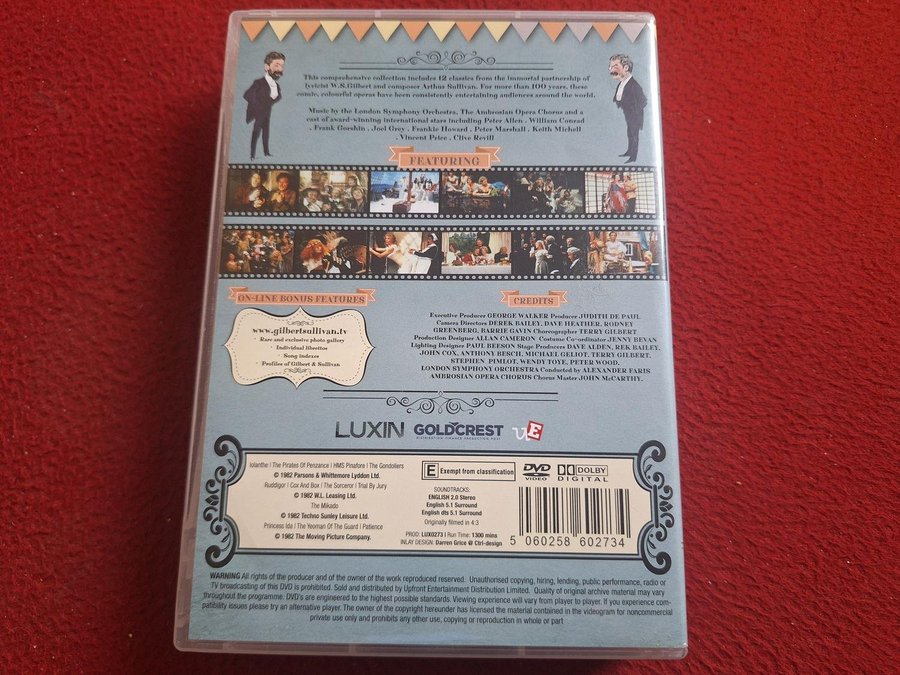 This comprehensive collection includes 12 classics from the immortal partnership of
lyricist W.S.Gilbert and composer Arthur Sullivan. For more than 100 years, these
comic, colourful operas have been consistently entertaining audiences around the world.
Music by the London Symphony Orchestra, The Ambrosian Opera Chorus and a
cast of award-winning international stars including Peter Allen . William Conrad
. Frank Gorshin . Joel Grey . Frankie Howard . Peter Marshall . Keith Michell
. Vincent Price . Clive Revill
FEATURING
ON-LINE BONUS FEATURES
www.gilbertsullivan.tv
• Rare and exclusive photo gallery
• Individual librettos
• Song indexes
• Profiles of Gilbert & Sullivan
CREDITS
Executive Producer GEORGE WALKER Producer JUDITH DE PAUL
Camera Directors DEREK BAILEY, DAVE HEATHER, RODNEY
GREENBERG, BARRIE GAVIN Choreographer TERRY GILBERT
Production Designer ALLAN CAMERON Costume Co-ordinator JENNY BEVAN
Lighting Designer PAUL BEESON Stage Producers DAVE ALDEN, REK BAILEY,
JOHN COX, ANTHONY BESCH, MICHAEL GELIOT, TERRY GILBERT,
STEPHEN PIMLOT, WENDY TOYE, PETER WOOD.
LONDON SYMPHONY ORCHESTRA Conducted by ALEXANDER FARIS
AMBROSIAN OPERA CHORUS Chorus Master JOHN McCARTHY.
LUXIN GOLDCREST UE
DISTRIBUTION FINANCE PRODUCTION POST
Iolanthe | The Pirates Of Penzance | HMS Pinafore | The Gondoliers
© 1982 Parsons & Whittemore Lyddon Ltd.
Ruddigor | Cox And Box | The Sorceror | Trial By Jury
© 1982 W.L. Leasing Ltd.
The Mikado
© 1982 Techno Sunley Leisure Ltd.
Princess Ida | The Yeoman Of The Guard | Patience
© 1982 The Moving Picture Company.
E Exempt from classification
SOUNDTRACKS:
ENGLISH 2.0 Stereo
English 5.1 Surround
English dts 5.1 Surround
Originally filmed in 4:3
PROD: LUX0273 | Run Time: 1300 mins
INLAY DESIGN: Darren Grice @ Ctrl-design
DVD VIDEO
DOLBY DIGITAL
5 060258 602734
WARNING All rights of the producer and of the owner of the work reproduced reserved. Unauthorised copying, hiring, lending, public performance, radio or
TV broadcasting of this DVD is prohibited. Sold and distributed by Upfront Entertainment Distribution Limited. Quality of original archive material may vary
throughout the programme. DVD's are engineered to the highest possible standards. Viewing experience will vary from player to player. If you experience com-
patibility issues please try an alternative player. The owner of the copyright hereunder has licensed the material contained in the videogram for noncommercial
private use only and prohibits any other use, copying or reproduction in whole or part